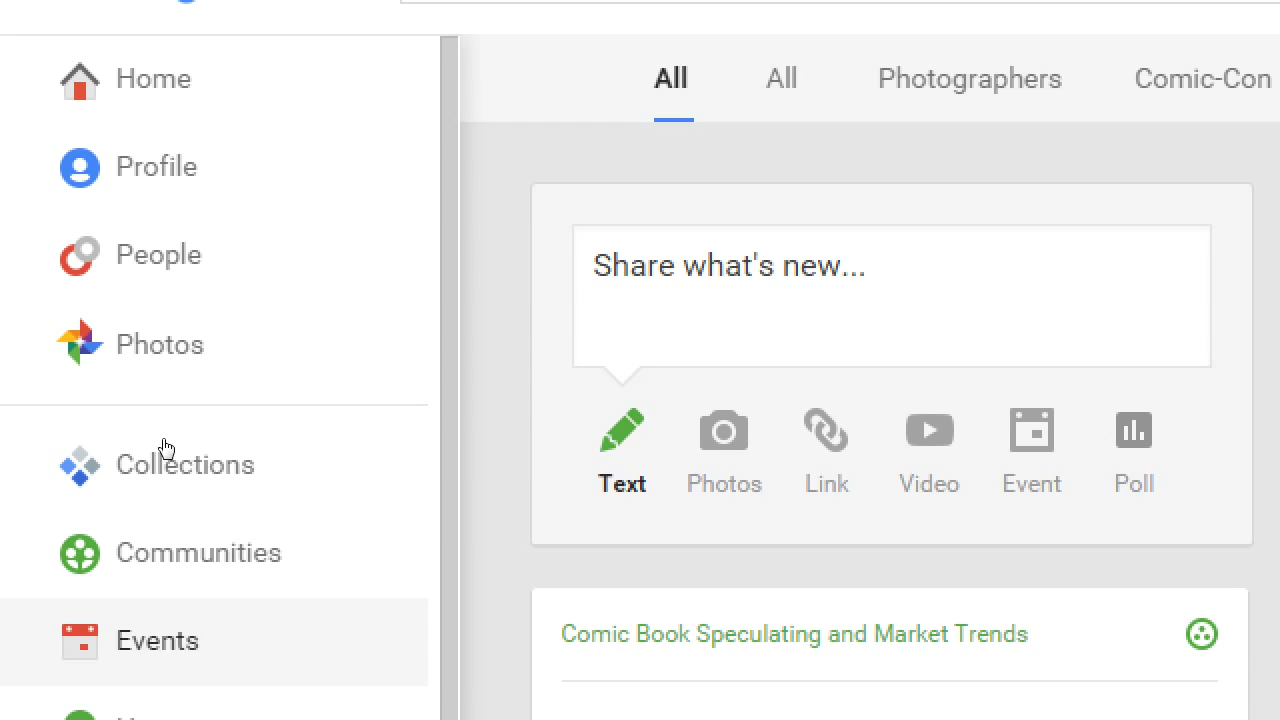 Home
Profile
People
Photos
Collections
Communities
Events
All All Photographers Comic-Con
Share what's new...
Text Photos Link Video Event Poll
Comic Book Speculating and Market Trends